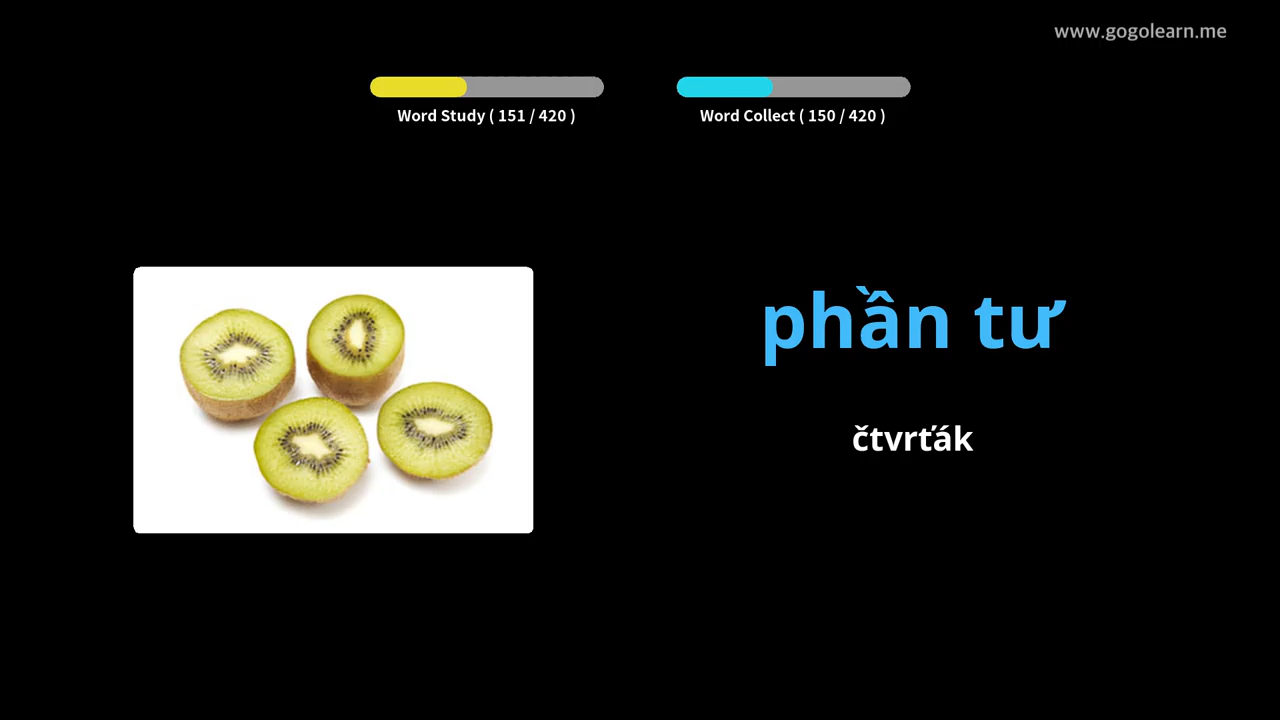 www.gogolearn.me
Word Study ( 151 / 420 )
Word Collect ( 150 / 420 )
phần tư
čtvrťák